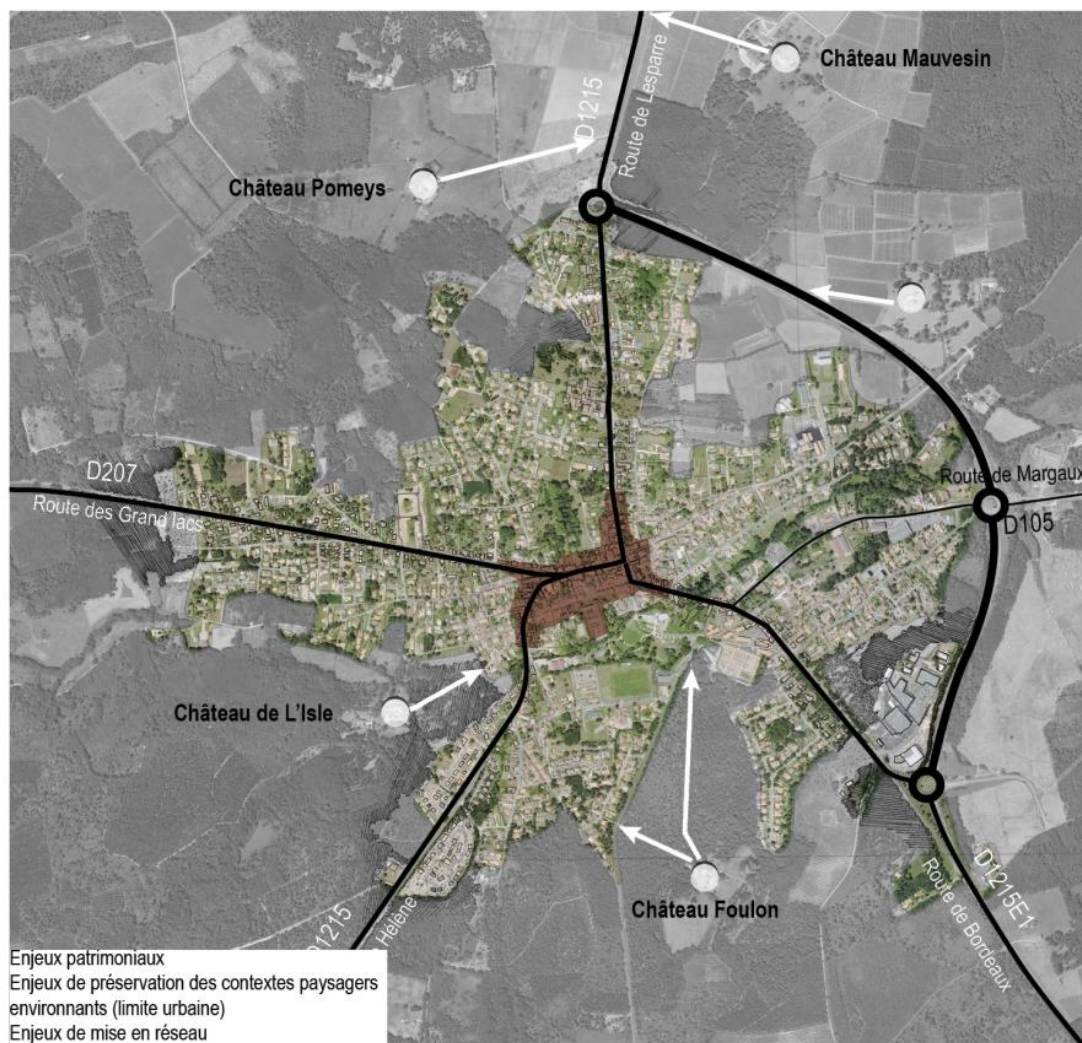 Château Mauvesin
D1215
Route de Lesparre
Château Pomeys
D207
Route des Grand lacs
Route de Margaux
D105
Château de L'Isle
Château Foulon
D1215E1
Route de Bordeaux
D1215
Helène
Enjeux patrimoniaux
Enjeux de préservation des contextes paysagers
environnants (limite urbaine)
Enjeux de mise en réseau